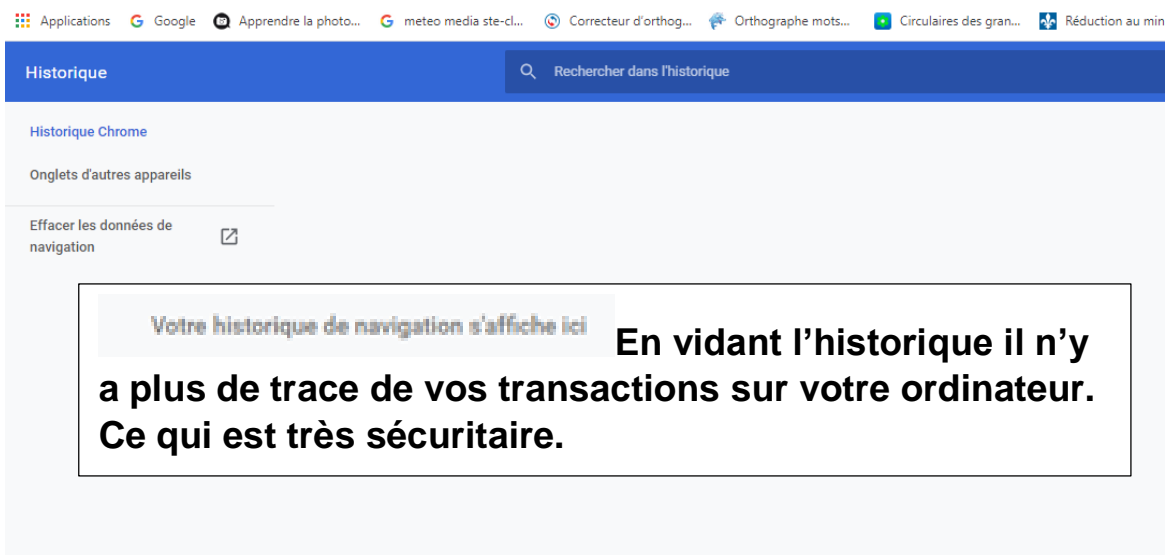 Applications Google Apprendre la photo... meteo media ste-cl... Correcteur d'orthog... Orthographe mots... Circulaires des gran... Réduction au min
Historique Rechercher dans l'historique
Historique Chrome
Onglets d'autres appareils
Effacer les données de
navigation
Votre historique de navigation s'affiche ici En vidant l’historique il n’y
a plus de trace de vos transactions sur votre ordinateur.
Ce qui est très sécuritaire.